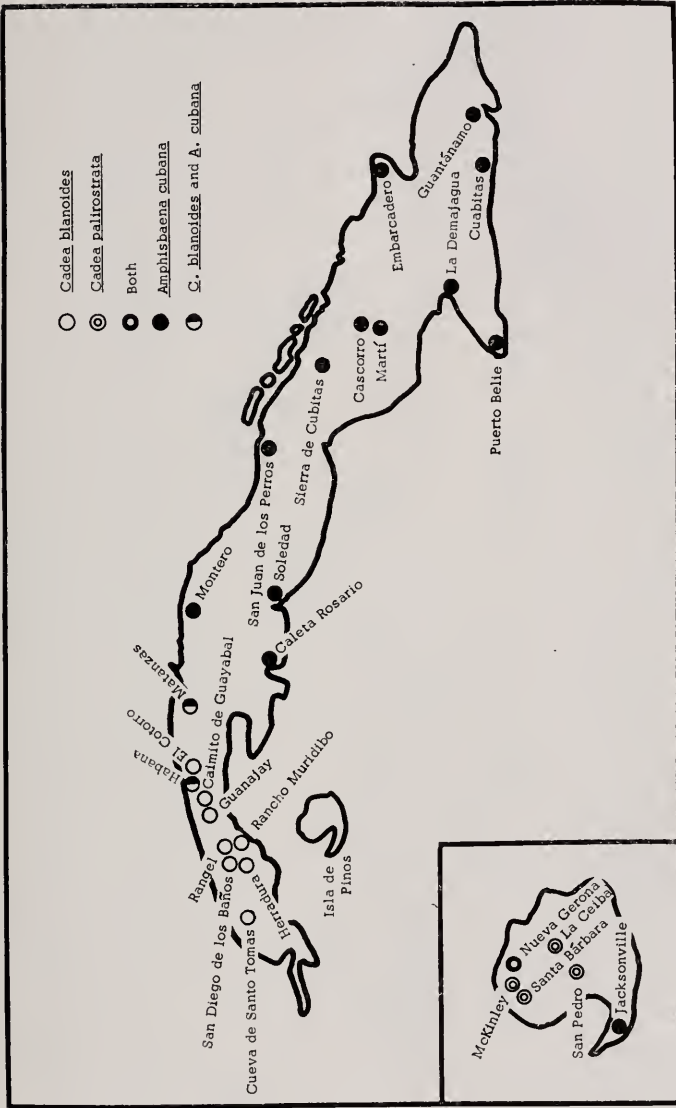 Cadea blanoides
Cadea palirostrata
Both
Amphisbaena cubana
C. blanoides and A. cubana
Habana
El Cotorro
Matanzas
Caimito de Guayabal
Guanajay
Rancho Muridibo
Rangel
San Diego de los Baños
Herradura
Cueva de Santo Tomas
Isla de
Pinos
Montero
San Juan de los Perros
Soledad
Caleta Rosario
Sierra de Cubitas
Cascorro
Martí
Embarcadero
Guantánamo
La Demajagua
Cuabitas
Puerto Belie
McKinley
Nueva Gerona
La Ceiba
Santa Bárbara
San Pedro
Jacksonville